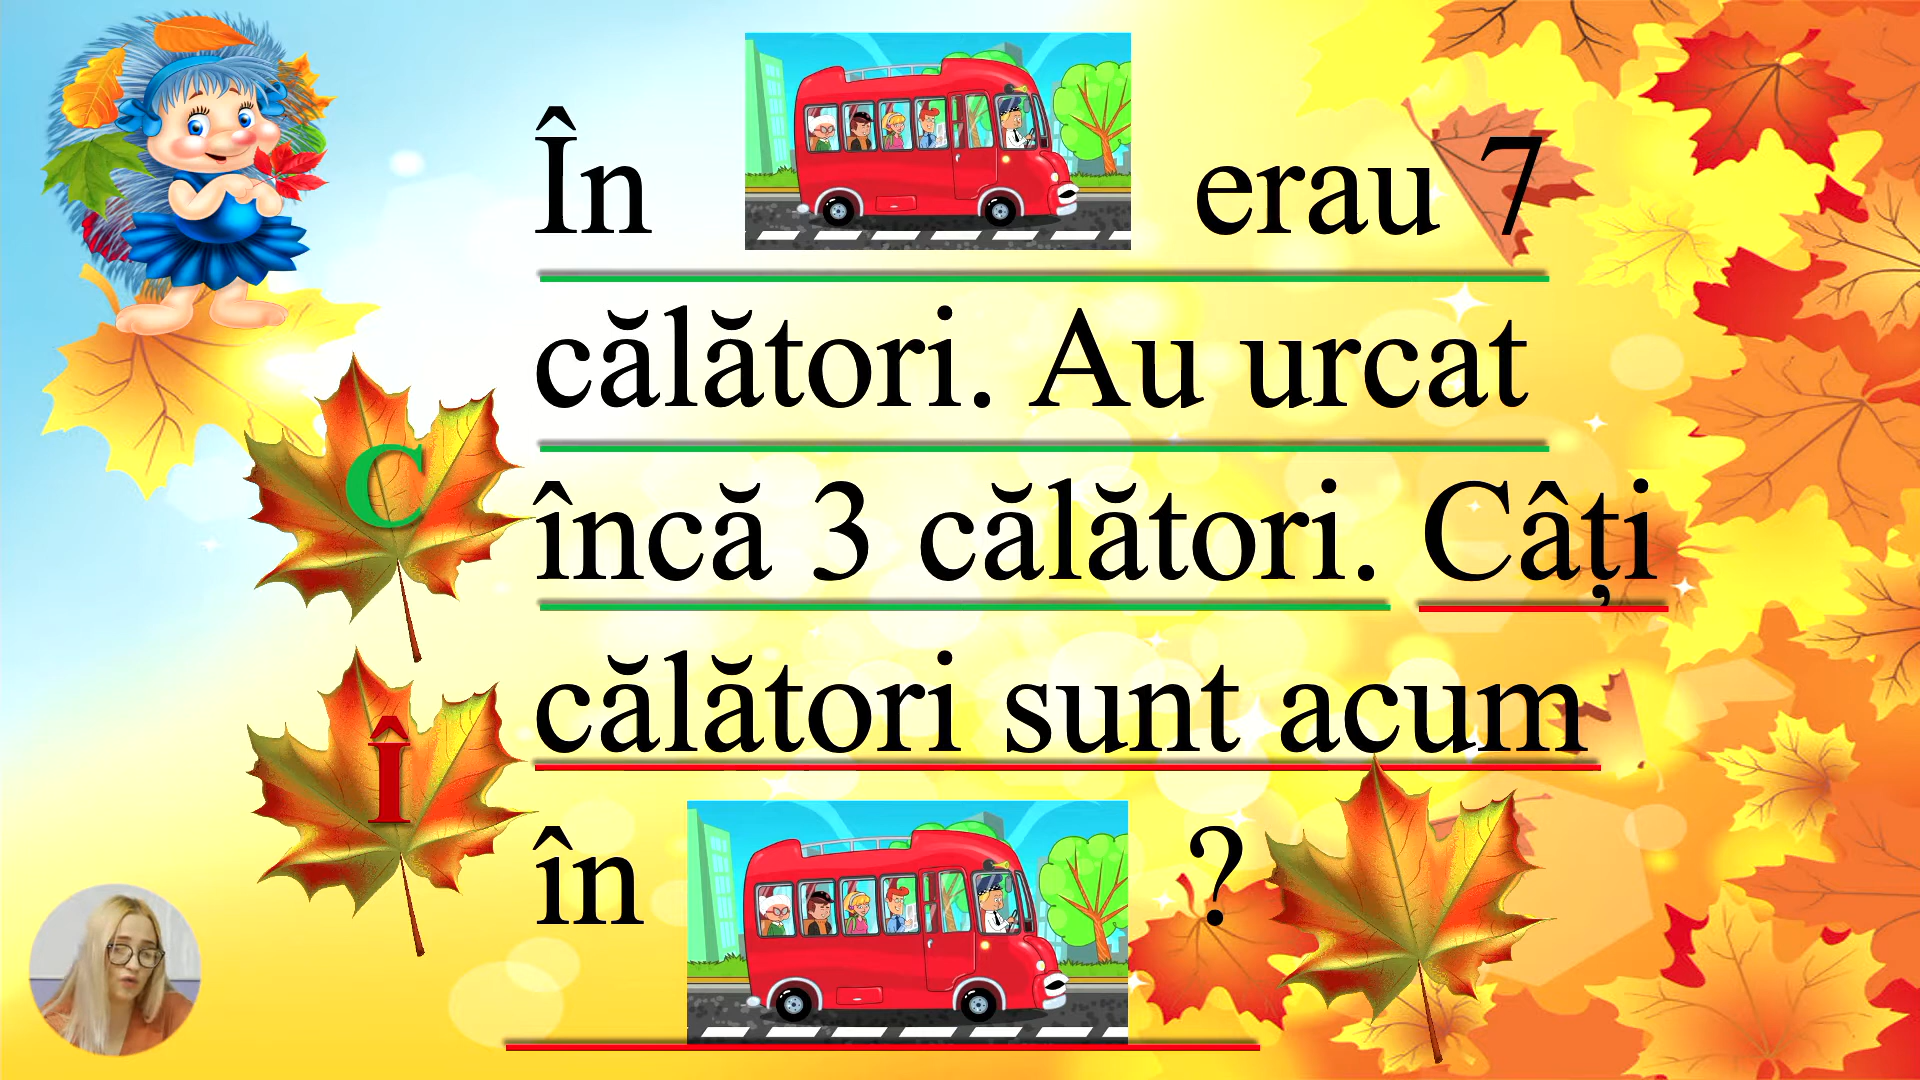 În erau 7
călători. Au urcat
C
încă 3 călători. Câți
călători sunt acum
Î
în ?